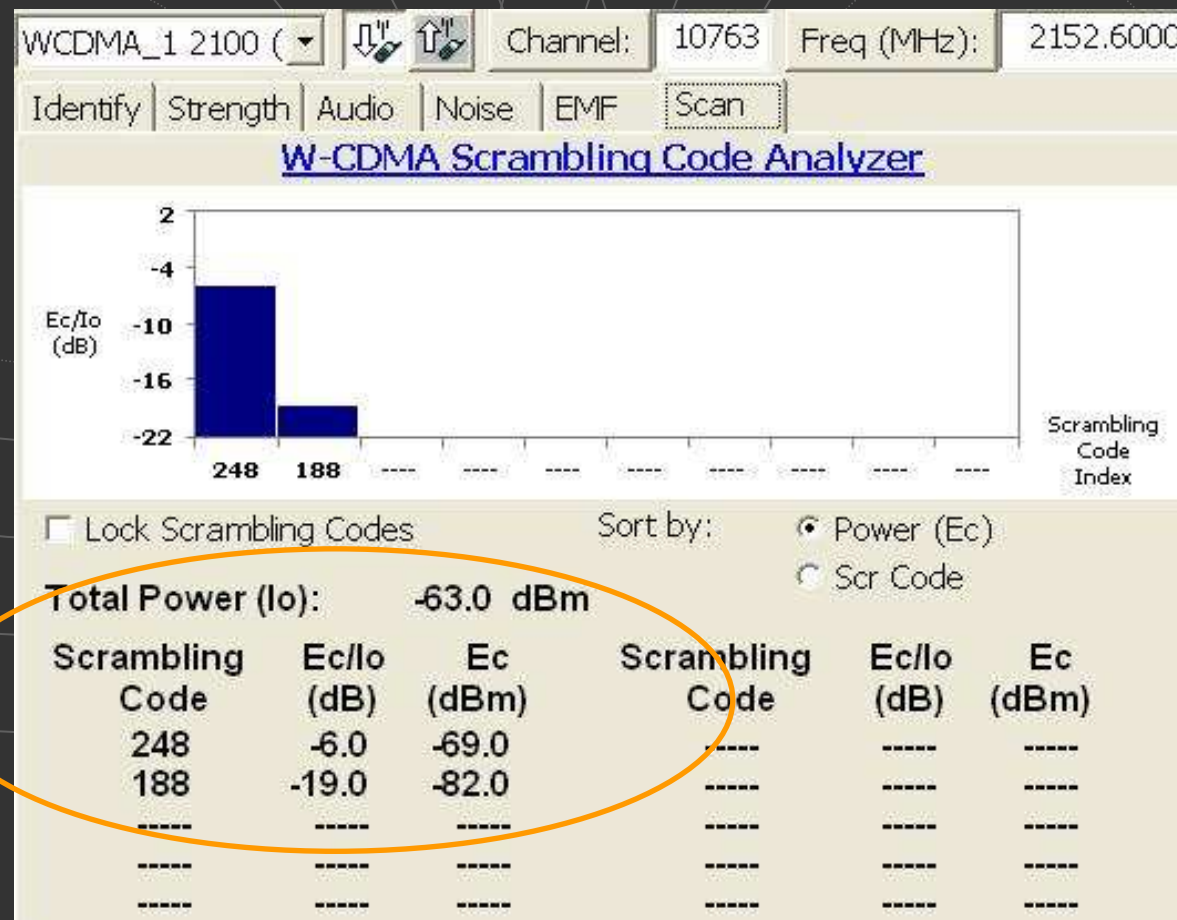 WCDMA_1 2100 ( Channel: 10763 Freq (MHz): 2152.6000
Identify Strength Audio Noise EMF Scan
W-CDMA Scrambling Code Analyzer
2
-4
Ec/Io
(dB)
-10
-16
-22
248 188 ---- ---- ---- ---- ---- ---- ---- ----
Scrambling
Code
Index
Lock Scrambling Codes Sort by: Power (Ec)
Scr Code
Total Power (Io): -63.0 dBm
Scrambling Ec/Io Ec Scrambling Ec/Io Ec
Code (dB) (dBm) Code (dB) (dBm)
248 -6.0 -69.0 ----- ----- -----
188 -19.0 -82.0 ----- ----- -----
----- ----- ----- ----- ----- -----
----- ----- ----- ----- ----- -----
----- ----- ----- ----- ----- -----